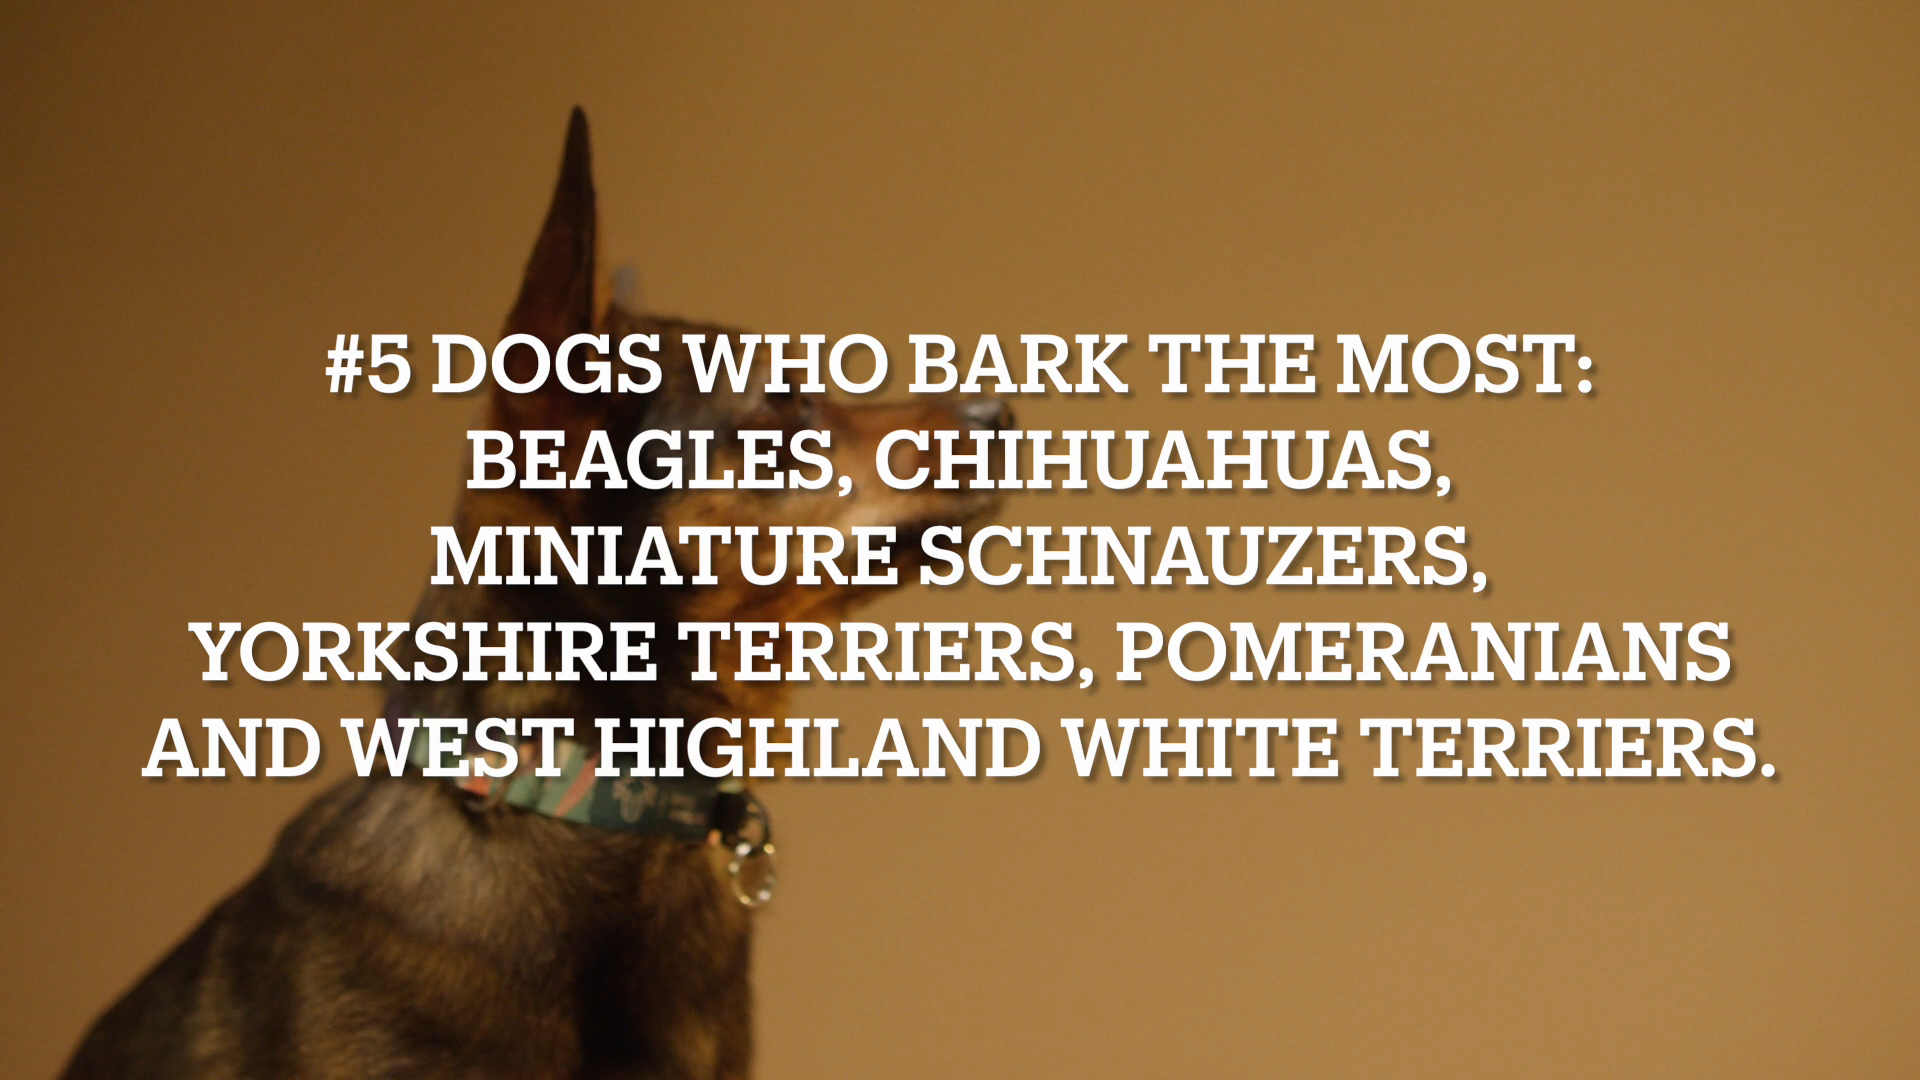 #5 DOGS WHO BARK THE MOST:
BEAGLES, CHIHUAHUAS,
MINIATURE SCHNAUZERS,
YORKSHIRE TERRIERS, POMERANIANS
AND WEST HIGHLAND WHITE TERRIERS.